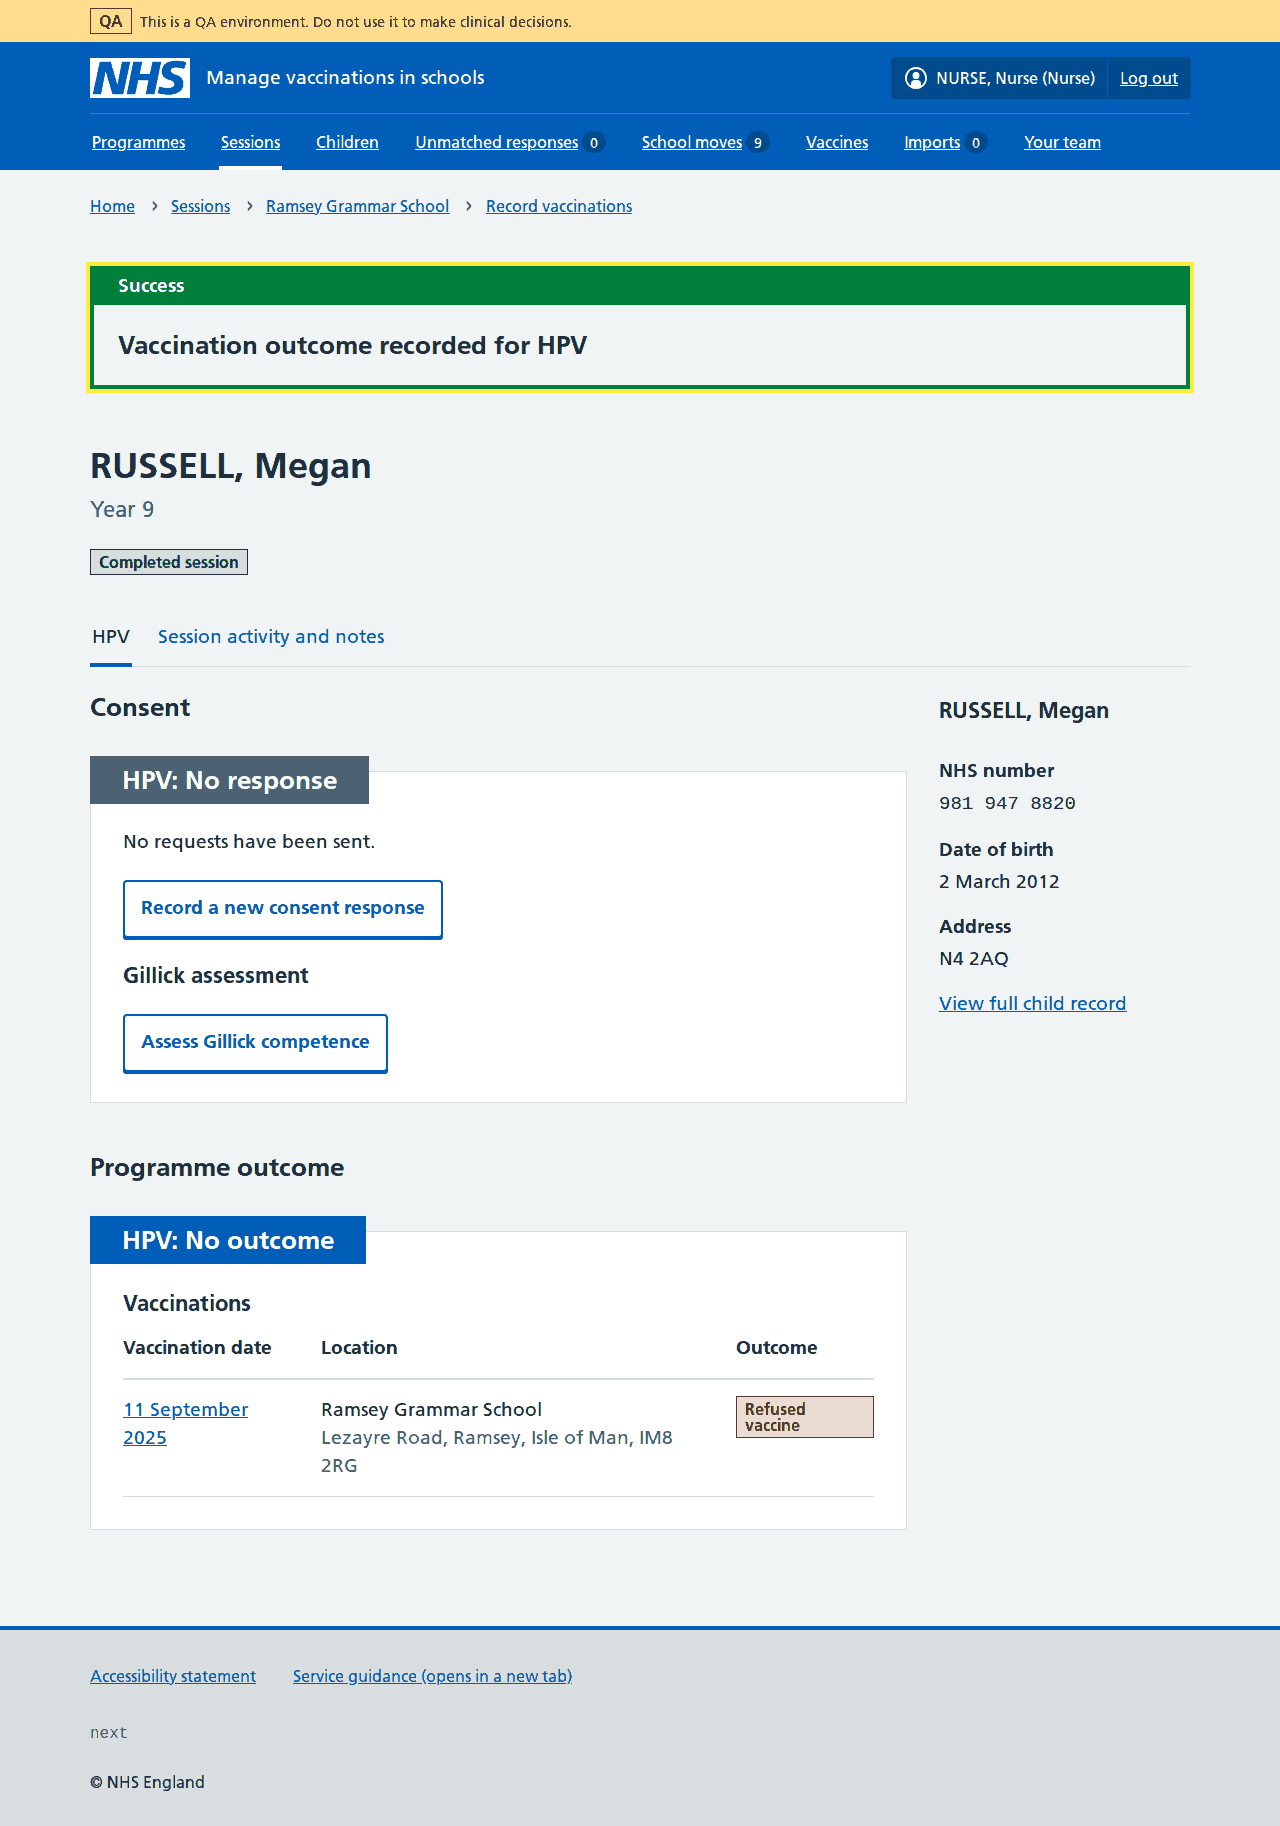 QA This is a QA environment. Do not use it to make clinical decisions.
NHS Manage vaccinations in schools NURSE, Nurse (Nurse) Log out
Programmes Sessions Children Unmatched responses 0 School moves 9 Vaccines Imports 0 Your team
Home › Sessions › Ramsey Grammar School › Record vaccinations
Success
Vaccination outcome recorded for HPV
RUSSELL, Megan
Year 9
Completed session
HPV Session activity and notes
Consent
HPV: No response
No requests have been sent.
Record a new consent response
Gillick assessment
Assess Gillick competence
RUSSELL, Megan
NHS number
981 947 8820
Date of birth
2 March 2012
Address
N4 2AQ
View full child record
Programme outcome
HPV: No outcome
Vaccinations
Vaccination date Location Outcome
11 September 2025
Ramsey Grammar School
Lezayre Road, Ramsey, Isle of Man, IM8
2RG
Refused
vaccine
Accessibility statement Service guidance (opens in a new tab)
next
© NHS England